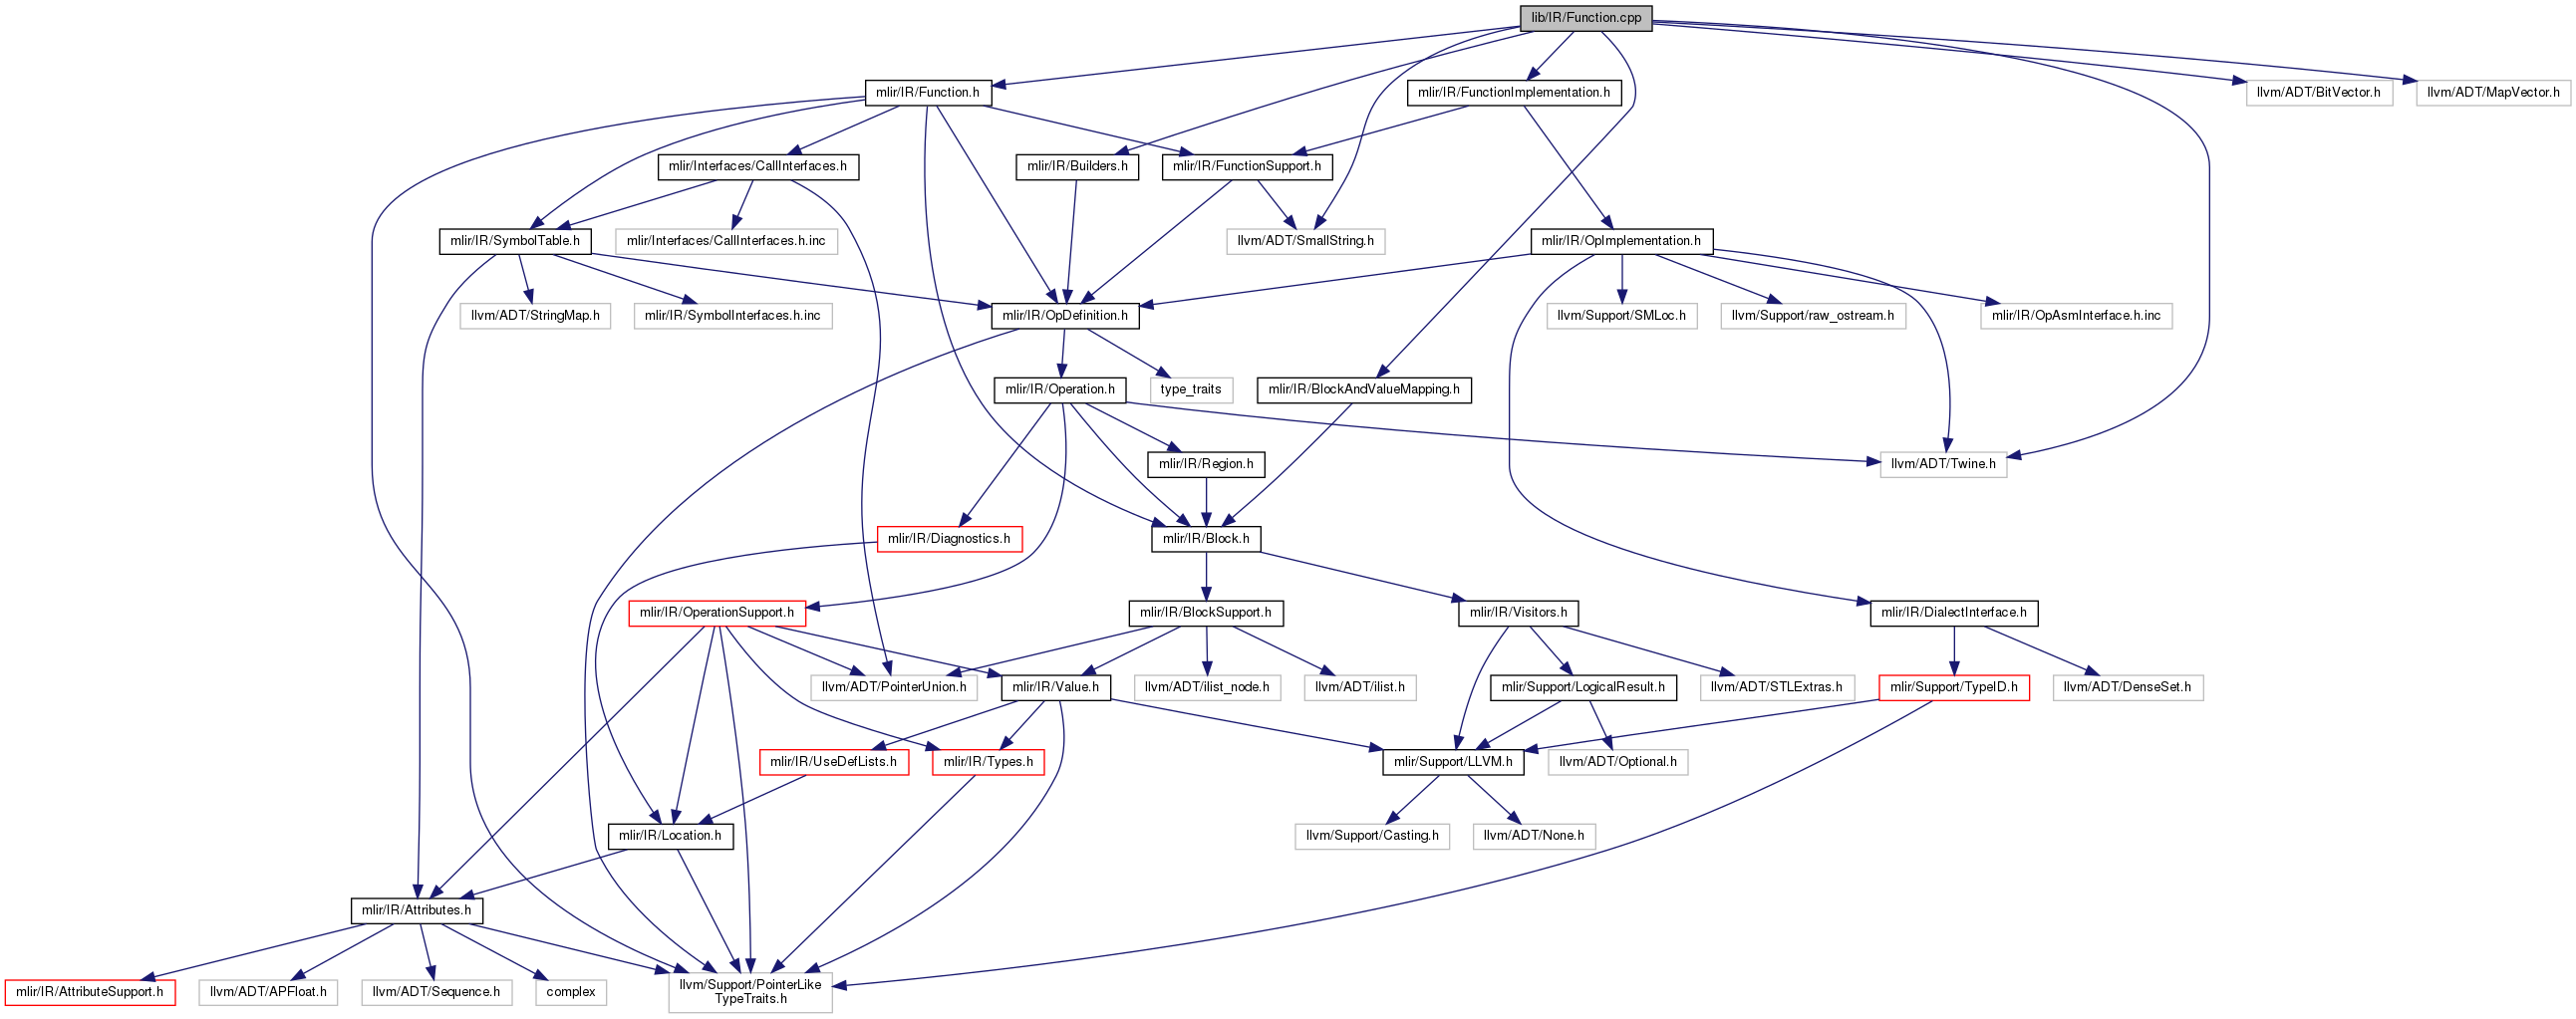 lib/IR/Function.cpp
mlir/IR/Function.h
mlir/IR/FunctionImplementation.h
llvm/ADT/BitVector.h
llvm/ADT/MapVector.h
mlir/Interfaces/CallInterfaces.h
mlir/IR/Builders.h
mlir/IR/FunctionSupport.h
mlir/IR/SymbolTable.h
mlir/Interfaces/CallInterfaces.h.inc
llvm/ADT/SmallString.h
mlir/IR/OpImplementation.h
llvm/ADT/StringMap.h
mlir/IR/SymbolInterfaces.h.inc
mlir/IR/OpDefinition.h
llvm/Support/SMLoc.h
llvm/Support/raw_ostream.h
mlir/IR/OpAsmInterface.h.inc
mlir/IR/Operation.h
type_traits
mlir/IR/BlockAndValueMapping.h
mlir/IR/Region.h
llvm/ADT/Twine.h
mlir/IR/Diagnostics.h
mlir/IR/Block.h
mlir/IR/OperationSupport.h
mlir/IR/BlockSupport.h
mlir/IR/Visitors.h
mlir/IR/DialectInterface.h
llvm/ADT/PointerUnion.h
mlir/IR/Value.h
llvm/ADT/ilist_node.h
llvm/ADT/ilist.h
mlir/Support/LogicalResult.h
llvm/ADT/STLExtras.h
mlir/Support/TypeID.h
llvm/ADT/DenseSet.h
mlir/IR/UseDefLists.h
mlir/IR/Types.h
mlir/Support/LLVM.h
llvm/ADT/Optional.h
mlir/IR/Location.h
llvm/Support/Casting.h
llvm/ADT/None.h
mlir/IR/Attributes.h
mlir/IR/AttributeSupport.h
llvm/ADT/APFloat.h
llvm/ADT/Sequence.h
complex
llvm/Support/PointerLike
TypeTraits.h